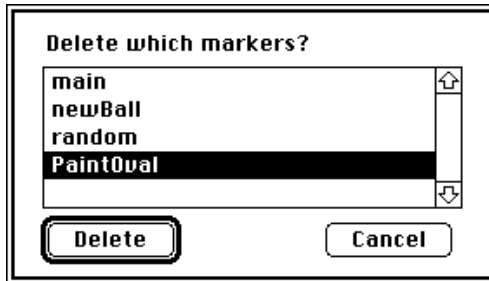 Delete which markers?
main
newBall
random
PaintOval
Delete
Cancel